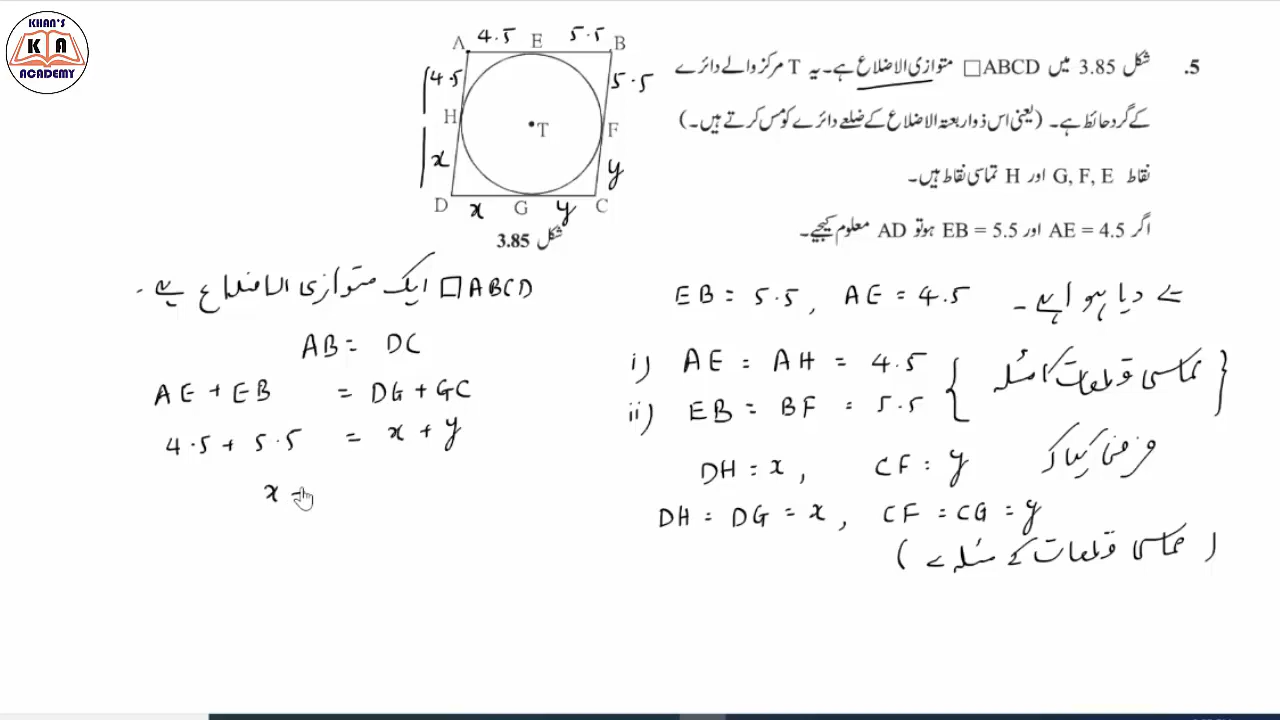 KHAN'S
K A
ACADEMY
5. شکل 3.85 میں □ABCD متوازی الاضلاع ہے۔ یہ T مرکز والے دائرے
کے گرد حائط ہے۔ (یعنی اس ذواربعتہ الاضلاع کے ضلعے دائرے کو مس کرتے ہیں۔)
نقاط G, F, E اور H تماسی نقاط ہیں۔
اگر AE = 4.5 اور EB = 5.5 ہو تو AD معلوم کیجیے۔
4.5 5.5
A E B
4.5 5.5
H T F
x y
D G C
x y
شکل 3.85
□ABCD ایک متوازی الاضلاع ہے۔
AB = DC
AE + EB = DG + GC
4.5 + 5.5 = x + y
x =
EB = 5.5, AE = 4.5 دیا ہوا ہے۔
i) AE = AH = 4.5
ii) EB = BF = 5.5
{ تماسی قطعات کا مسئلہ }
فرض کیا کہ
DH = x, CF = y
DH = DG = x, CF = CG = y
(تماسی قطعات کے مسئلہ سے)